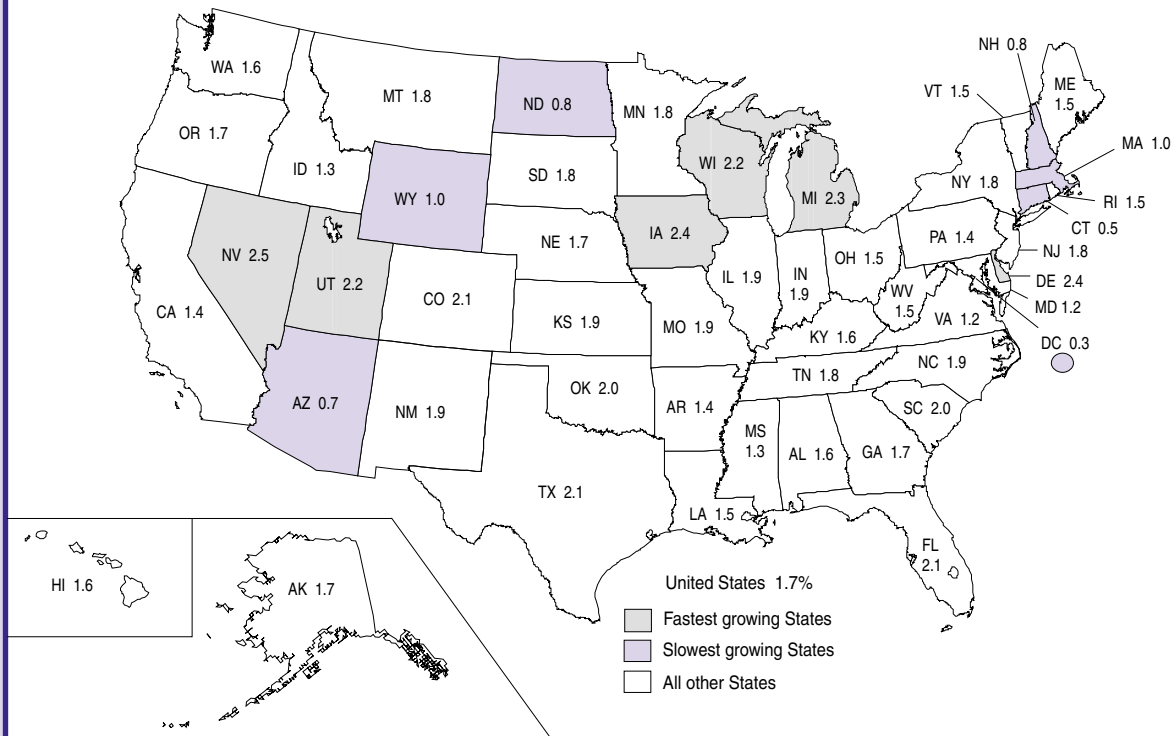 WA 1.6
MT 1.8
ND 0.8
MN 1.8
NH 0.8
VT 1.5
ME
1.5
OR 1.7
ID 1.3
WY 1.0
SD 1.8
WI 2.2
MI 2.3
NY 1.8
MA 1.0
RI 1.5
CT 0.5
NV 2.5
UT 2.2
CO 2.1
NE 1.7
IA 2.4
IL 1.9
IN
1.9
OH 1.5
PA 1.4
NJ 1.8
DE 2.4
MD 1.2
DC 0.3
CA 1.4
KS 1.9
MO 1.9
KY 1.6
WV
1.5
VA 1.2
AZ 0.7
NM 1.9
OK 2.0
AR 1.4
TN 1.8
NC 1.9
SC 2.0
MS
1.3
AL 1.6
GA 1.7
TX 2.1
LA 1.5
FL
2.1
HI 1.6
AK 1.7
United States 1.7%
Fastest growing States
Slowest growing States
All other States